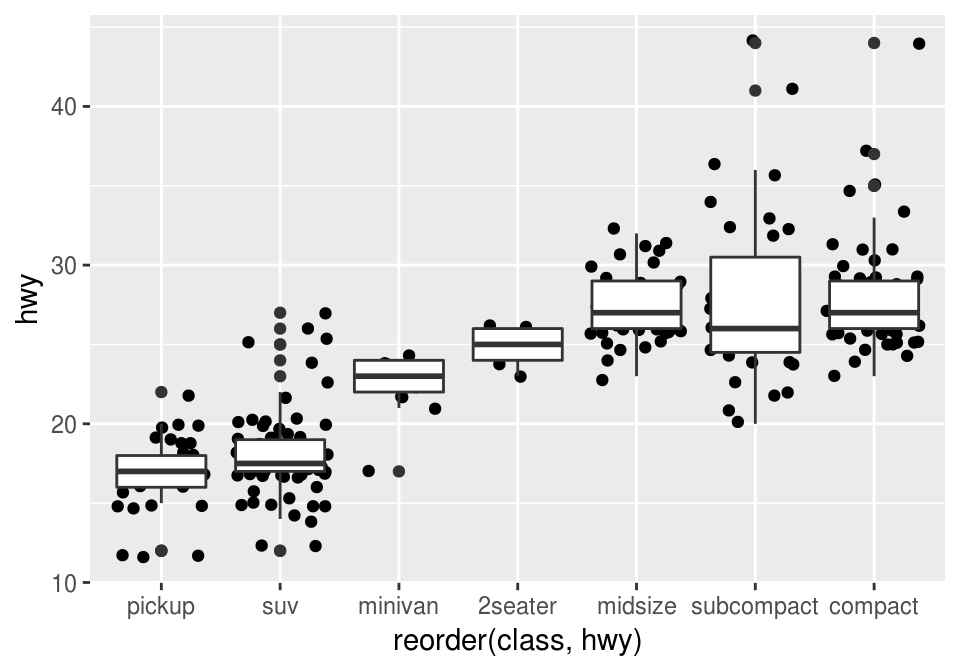 40
30
20
10
hwy
pickup suv minivan 2seater midsize subcompact compact
reorder(class, hwy)